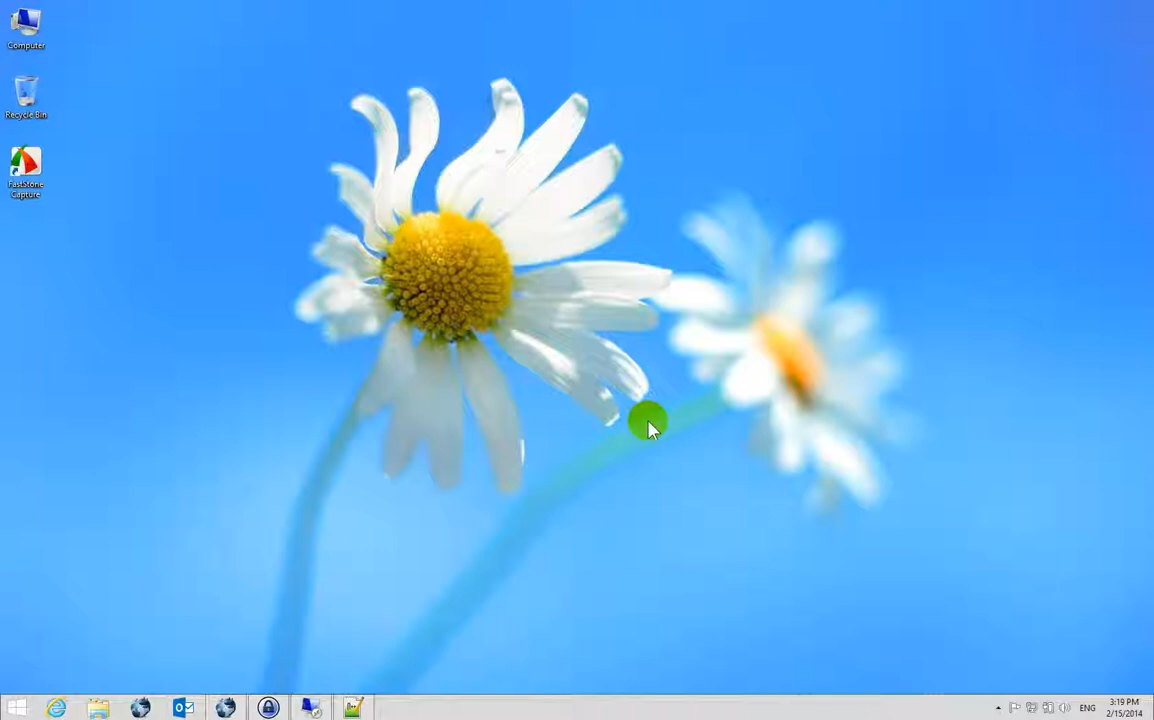 Computer
Recycle Bin
FastStone
Capture
ENG
3:19 PM
2/15/2014